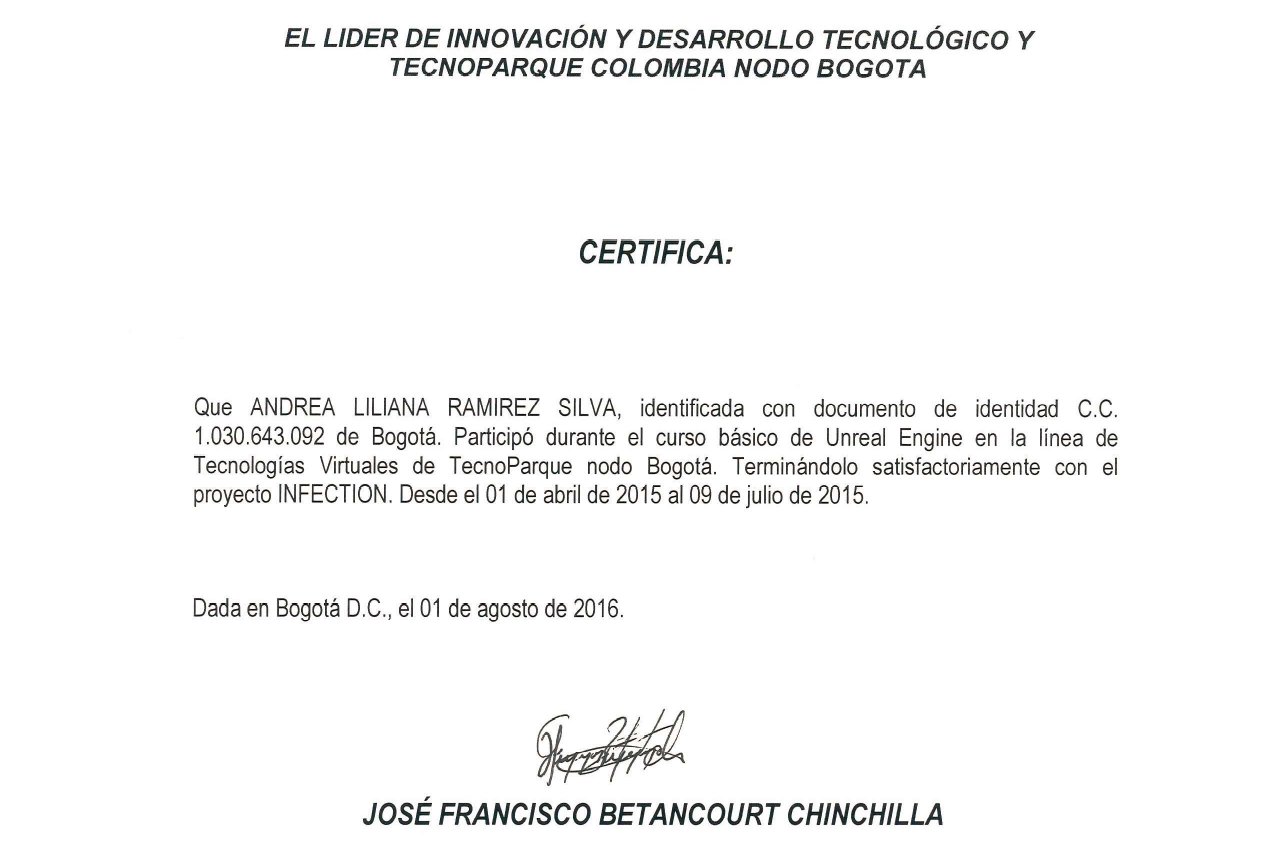 EL LIDER DE INNOVACIÓN Y DESARROLLO TECNOLÓGICO Y
TECNOPARQUE COLOMBIA NODO BOGOTA
CERTIFICA:
Que ANDREA LILIANA RAMIREZ SILVA, identificada con documento de identidad C.C.
1.030.643.092 de Bogotá. Participó durante el curso básico de Unreal Engine en la línea de
Tecnologías Virtuales de TecnoParque nodo Bogotá. Terminándolo satisfactoriamente con el
proyecto INFECTION. Desde el 01 de abril de 2015 al 09 de julio de 2015.
Dada en Bogotá D.C., el 01 de agosto de 2016.
JOSÉ FRANCISCO BETANCOURT CHINCHILLA